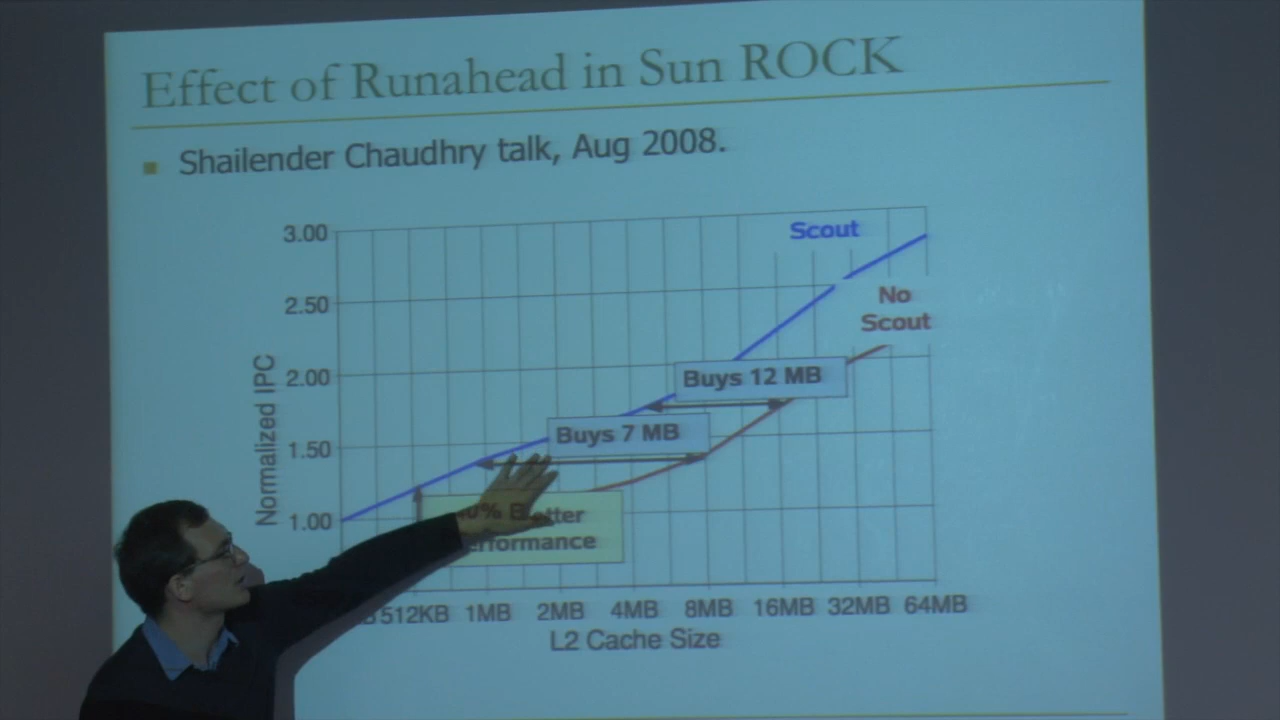 Effect of Runahead in Sun ROCK
Shailender Chaudhry talk, Aug 2008.
3.00
2.50
2.00
1.50
1.00
Normalized IPC
Scout
No
Scout
Buys 12 MB
Buys 7 MB
Better
Performance
512KB 1MB 2MB 4MB 8MB 16MB 32MB 64MB
L2 Cache Size